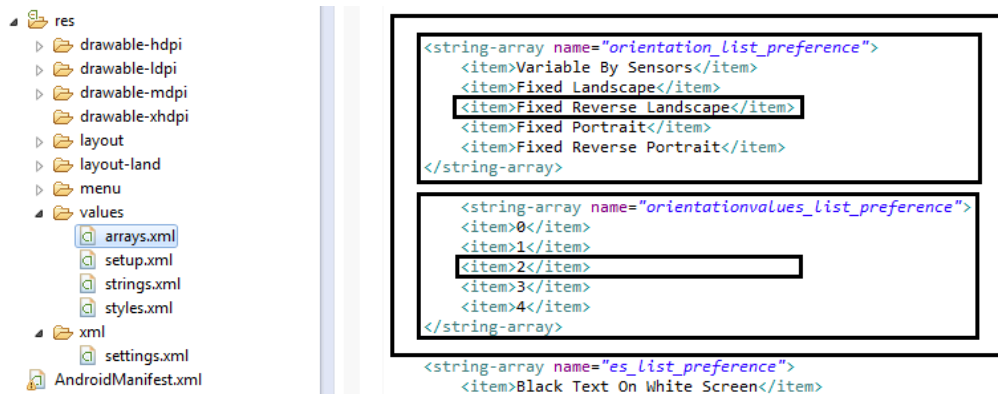 res
drawable-hdpi
drawable-ldpi
drawable-mdpi
drawable-xhdpi
layout
layout-land
menu
values
arrays.xml
setup.xml
strings.xml
styles.xml
xml
settings.xml
AndroidManifest.xml
<string-array name="orientation_list_preference">
<item>Variable By Sensors</item>
<item>Fixed Landscape</item>
<item>Fixed Reverse Landscape</item>
<item>Fixed Portrait</item>
<item>Fixed Reverse Portrait</item>
</string-array>
<string-array name="orientationvalues_list_preference">
<item>0</item>
<item>1</item>
<item>2</item>
<item>3</item>
<item>4</item>
</string-array>
<string-array name="es_list_preference">
<item>Black Text On White Screen</item>